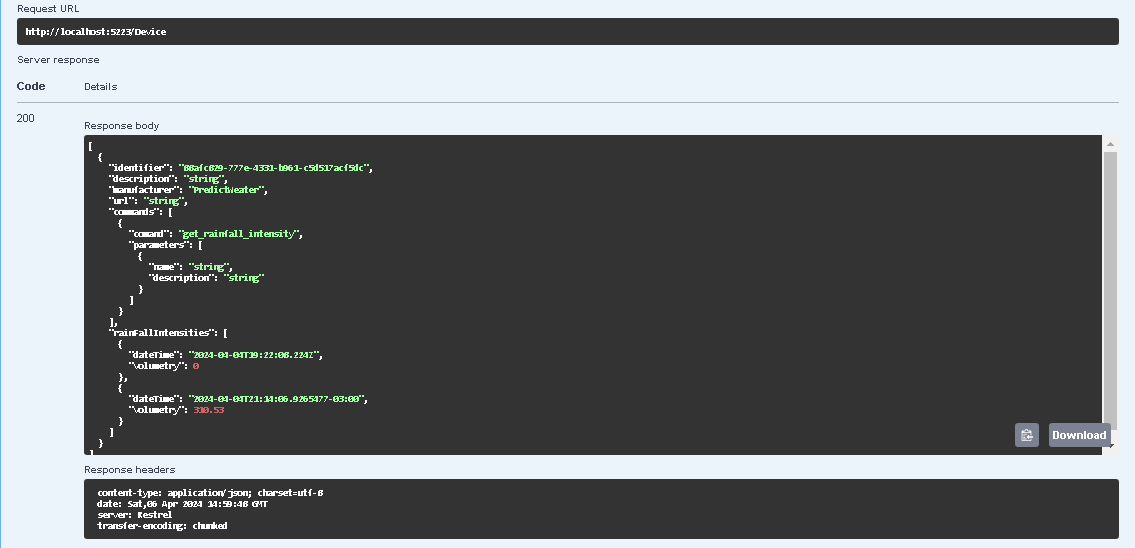 Request URL
http://localhost:5223/Device
Server response
Code Details
200
Response body
[
{
"identifier": "88afc829-777e-4331-b961-c5d517acf5dc",
"description": "string",
"manufacturer": "PredictWeater",
"url": "string",
"commands": [
{
"comand": "get_rainfall_intensity",
"parameters": [
{
"name": "string",
"description": "string"
}
]
}
],
"rainFallIntensities": [
{
"dateTime": "2024-04-04T19:22:08.224Z",
"volumetry": 0
},
{
"dateTime": "2024-04-04T21:14:06.9265477-03:00",
"volumetry": 310.53
}
]
}
]
Download
Response headers
content-type: application/json; charset=utf-8
date: Sat,06 Apr 2024 14:59:48 GMT
server: Kestrel
transfer-encoding: chunked